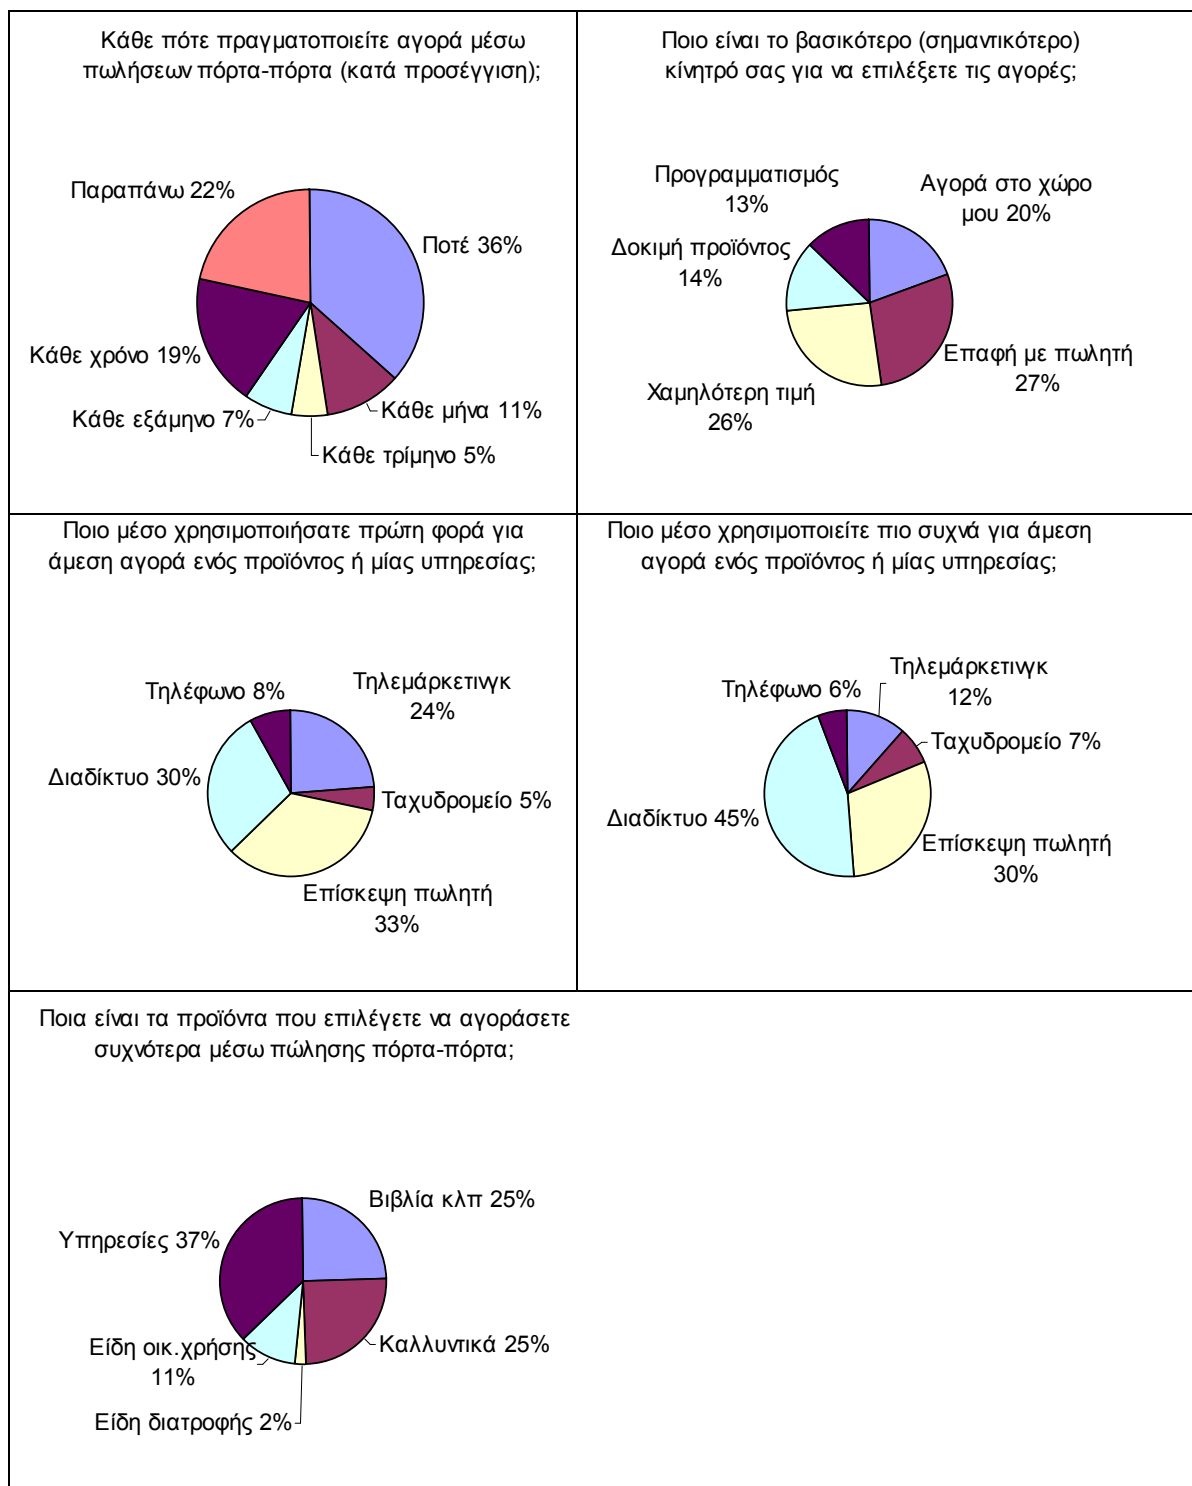 Κάθε πότε πραγματοποιείτε αγορά μέσω
πωλήσεων πόρτα-πόρτα (κατά προσέγγιση);
Παραπάνω 22%
Ποτέ 36%
Κάθε χρόνο 19%
Κάθε μήνα 11%
Κάθε εξάμηνο 7%
Κάθε τρίμηνο 5%
Ποιο είναι το βασικότερο (σημαντικότερο)
κίνητρό σας για να επιλέξετε τις αγορές;
Προγραμματισμός
13%
Αγορά στο χώρο
μου 20%
Δοκιμή προϊόντος
14%
Επαφή με πωλητή
27%
Χαμηλότερη τιμή
26%
Ποιο μέσο χρησιμοποιήσατε πρώτη φορά για
άμεση αγορά ενός προϊόντος ή μίας υπηρεσίας;
Τηλέφωνο 8%
Τηλεμάρκετινγκ
24%
Διαδίκτυο 30%
Ταχυδρομείο 5%
Επίσκεψη πωλητή
33%
Ποιο μέσο χρησιμοποιείτε πιο συχνά για άμεση
αγορά ενός προϊόντος ή μίας υπηρεσίας;
Τηλέφωνο 6%
Τηλεμάρκετινγκ
12%
Ταχυδρομείο 7%
Διαδίκτυο 45%
Επίσκεψη πωλητή
30%
Ποια είναι τα προϊόντα που επιλέγετε να αγοράσετε
συχνότερα μέσω πώλησης πόρτα-πόρτα;
Βιβλία κλπ 25%
Υπηρεσίες 37%
Είδη οικ.χρήσης
11%
Καλλυντικά 25%
Είδη διατροφής 2%